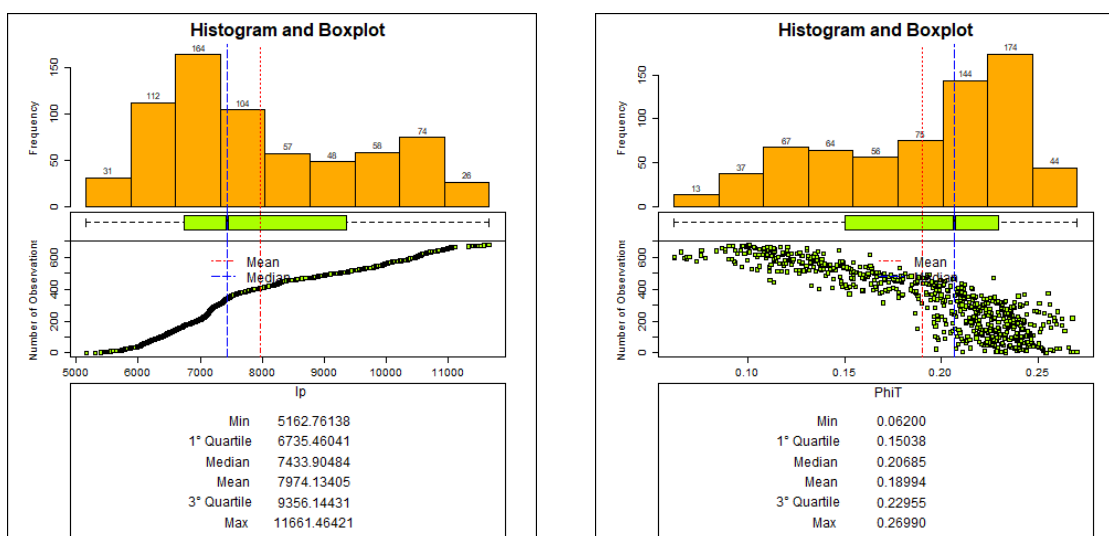 Histogram and Boxplot
Frequency
0
50
100
150
31
112
164
104
57
48
58
74
26
Number of Observation
0
200
400
600
Mean
Median
5000
6000
7000
8000
9000
10000
11000
Ip
Min 5162.76138
1° Quartile 6735.46041
Median 7433.90484
Mean 7974.13405
3° Quartile 9356.14431
Max 11661.46421
Histogram and Boxplot
Frequency
0
50
100
150
13
37
67
64
56
75
144
174
44
Number of Observation
0
200
400
600
Mean
Median
0.10
0.15
0.20
0.25
PhiT
Min 0.06200
1° Quartile 0.15038
Median 0.20685
Mean 0.18994
3° Quartile 0.22955
Max 0.26990